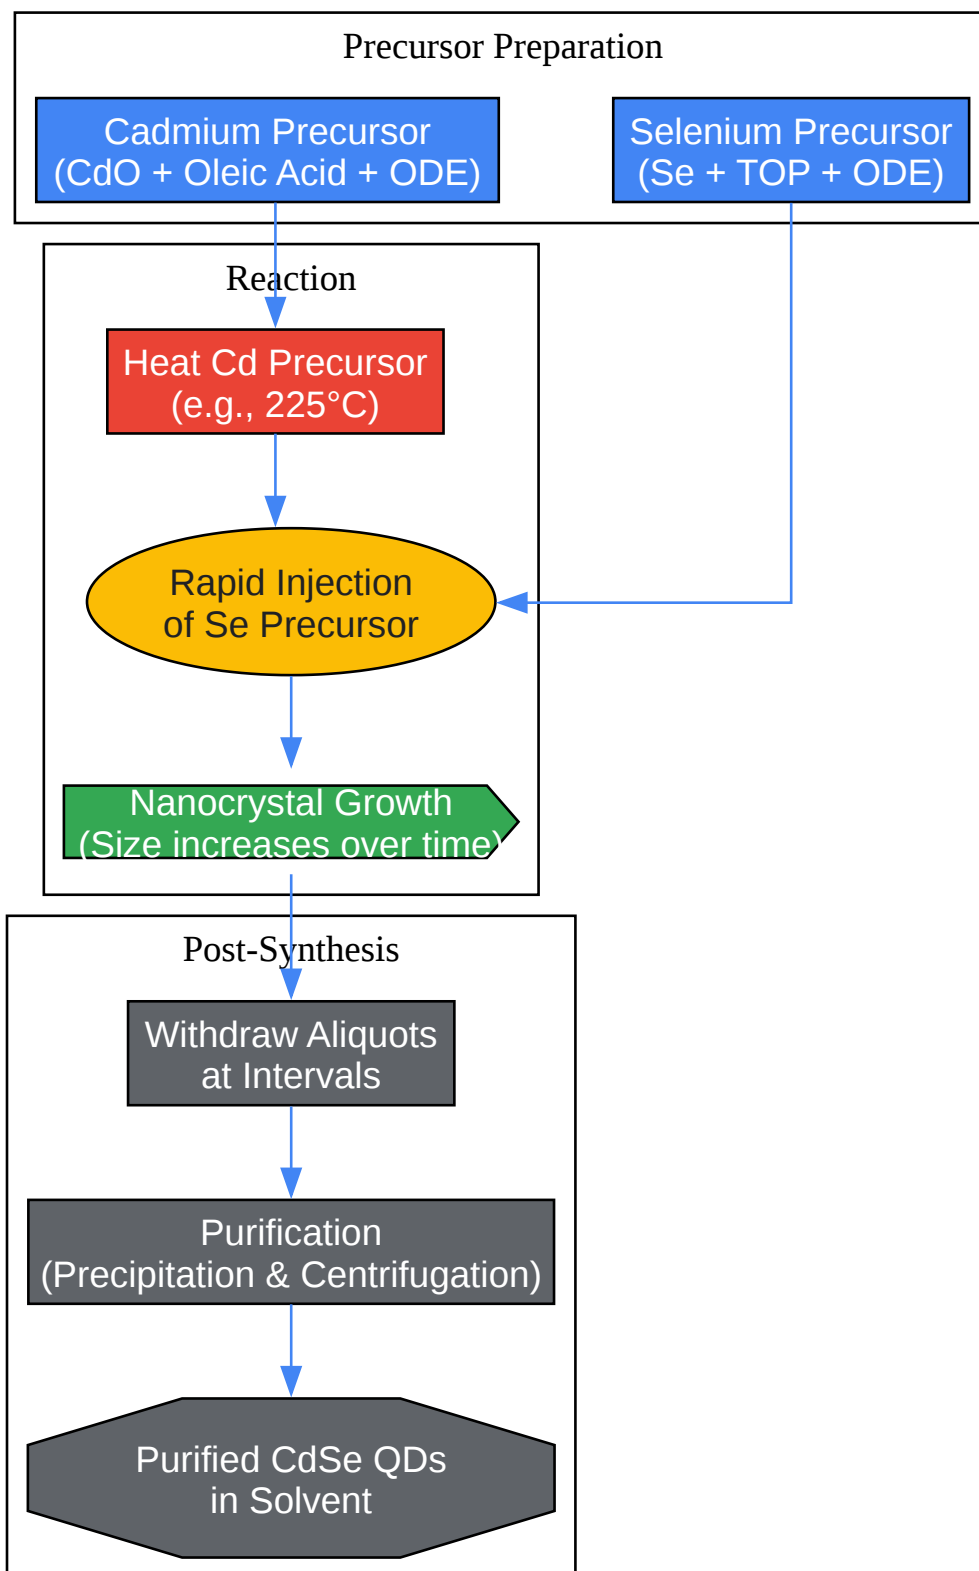 Precursor Preparation
Cadmium Precursor
(CdO + Oleic Acid + ODE)
Selenium Precursor
(Se + TOP + ODE)
Reaction
Heat Cd Precursor
(e.g., 225°C)
Rapid Injection
of Se Precursor
Nanocrystal Growth
(Size increases over time)
Post-Synthesis
Withdraw Aliquots
at Intervals
Purification
(Precipitation & Centrifugation)
Purified CdSe QDs
in Solvent